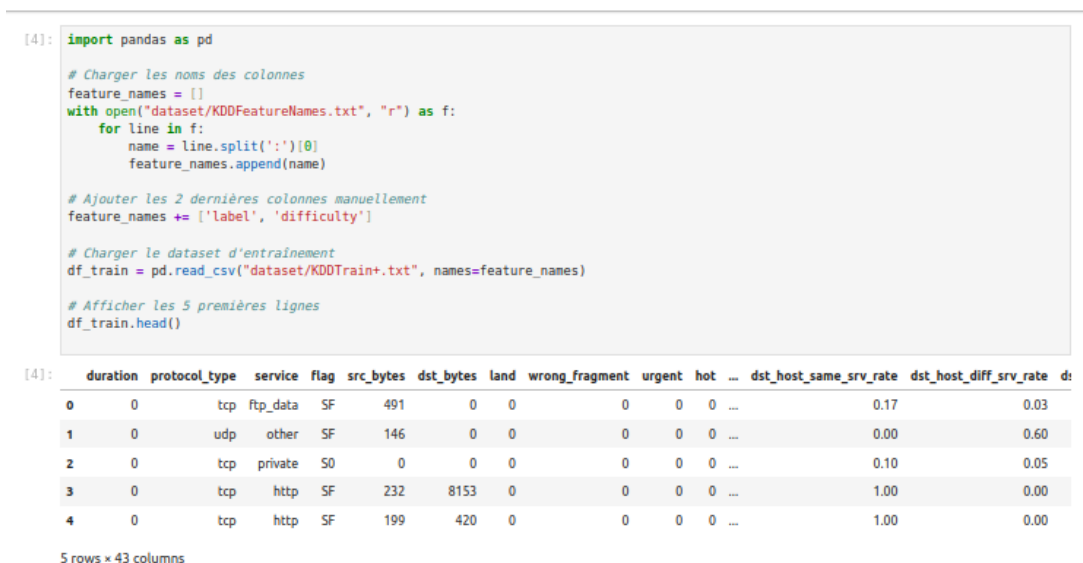 [4]: import pandas as pd
# Charger les noms des colonnes
feature_names = []
with open("dataset/KDDFeatureNames.txt", "r") as f:
    for line in f:
        name = line.split(':')[0]
        feature_names.append(name)
# Ajouter les 2 dernières colonnes manuellement
feature_names += ['label', 'difficulty']
# Charger le dataset d'entraînement
df_train = pd.read_csv("dataset/KDDTrain+.txt", names=feature_names)
# Afficher les 5 premières lignes
df_train.head()
[4]: duration protocol_type service flag src_bytes dst_bytes land wrong_fragment urgent hot ... dst_host_same_srv_rate dst_host_diff_srv_rate
0 0 tcp ftp_data SF 491 0 0 0 0 0 ... 0.17 0.03
1 0 udp other SF 146 0 0 0 0 0 ... 0.00 0.60
2 0 tcp private S0 0 0 0 0 0 0 ... 0.10 0.05
3 0 tcp http SF 232 8153 0 0 0 0 ... 1.00 0.00
4 0 tcp http SF 199 420 0 0 0 0 ... 1.00 0.00
5 rows × 43 columns